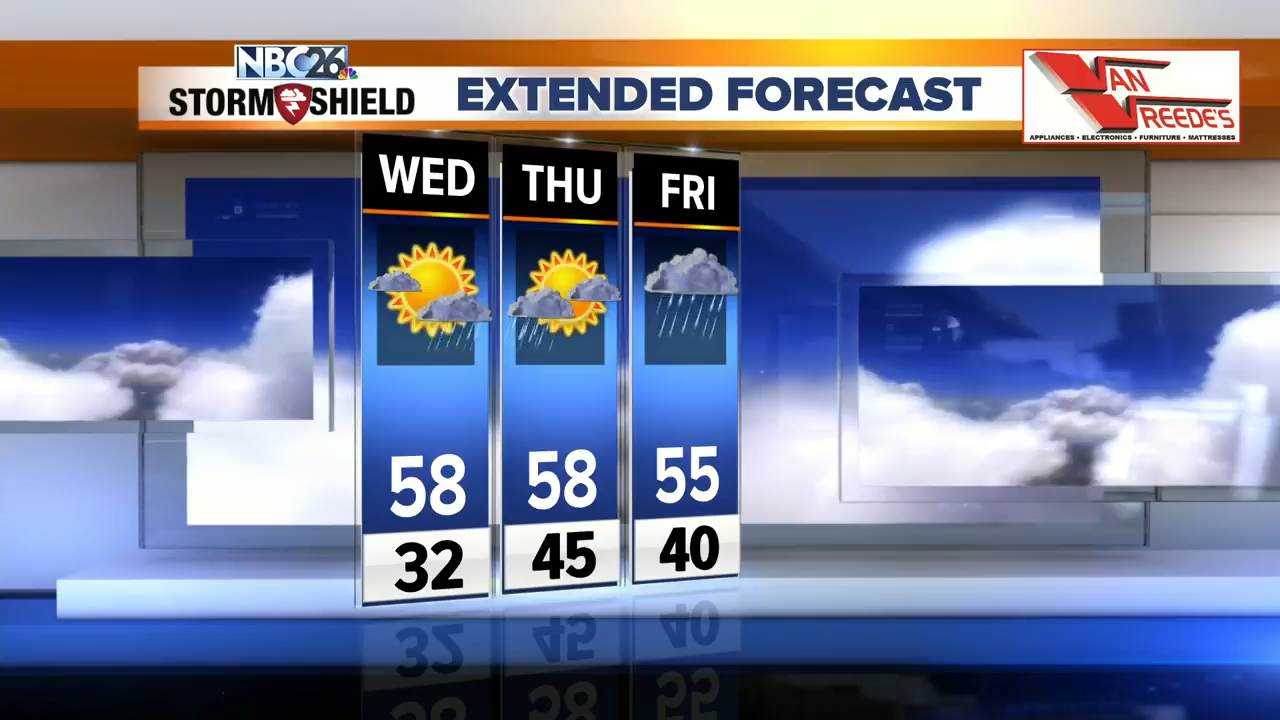 NBC26
STORM SHIELD
EXTENDED FORECAST
VAN VREEDE'S
APPLIANCES • ELECTRONICS • FURNITURE • MATTRESSES
WED THU FRI
58 58 55
32 45 40